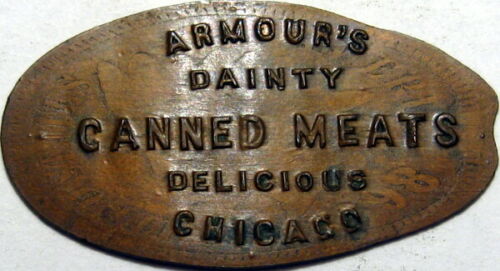 ARMOUR'S
DAINTY
CANNED MEATS
DELICIOUS
CHICAGO